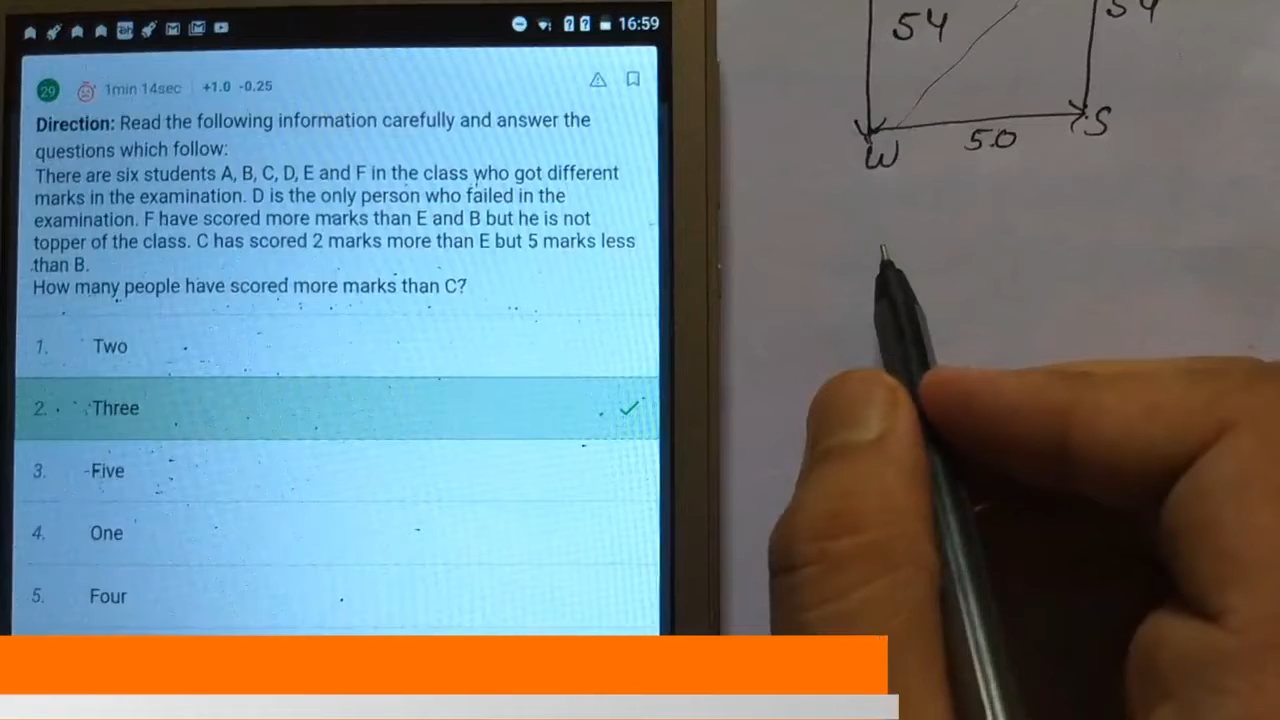 16:59
29 1min 14sec +1.0 -0.25
Direction: Read the following information carefully and answer the
questions which follow:
There are six students A, B, C, D, E and F in the class who got different
marks in the examination. D is the only person who failed in the
examination. F have scored more marks than E and B but he is not
topper of the class. C has scored 2 marks more than E but 5 marks less
than B.
How many people have scored more marks than C?
1. Two
2. Three
3. Five
4. One
5. Four
54
54
W 50 S